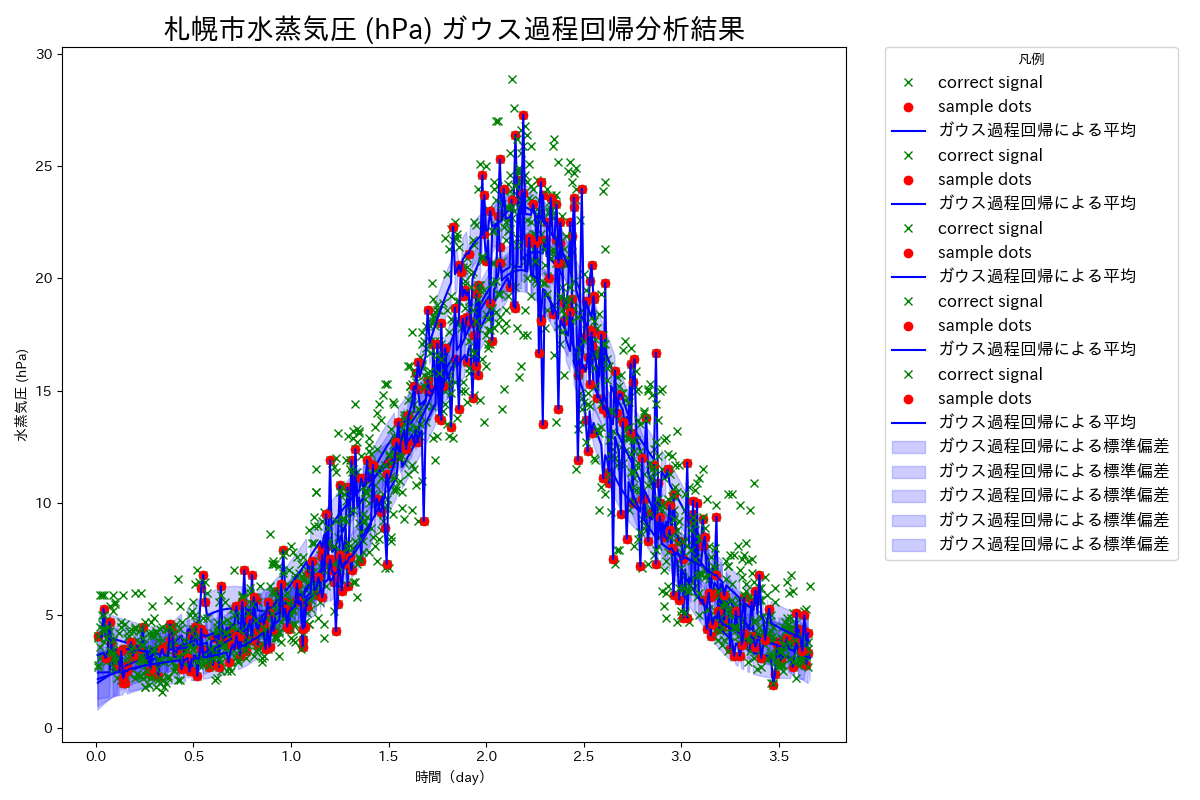 札幌市水蒸気圧 (hPa) ガウス過程回帰分析結果
30
25
20
15
10
5
0
水蒸気圧 (hPa)
0.0 0.5 1.0 1.5 2.0 2.5 3.0 3.5
時間（day）
凡例
correct signal
sample dots
ガウス過程回帰による平均
correct signal
sample dots
ガウス過程回帰による平均
correct signal
sample dots
ガウス過程回帰による平均
correct signal
sample dots
ガウス過程回帰による平均
correct signal
sample dots
ガウス過程回帰による平均
ガウス過程回帰による標準偏差
ガウス過程回帰による標準偏差
ガウス過程回帰による標準偏差
ガウス過程回帰による標準偏差
ガウス過程回帰による標準偏差